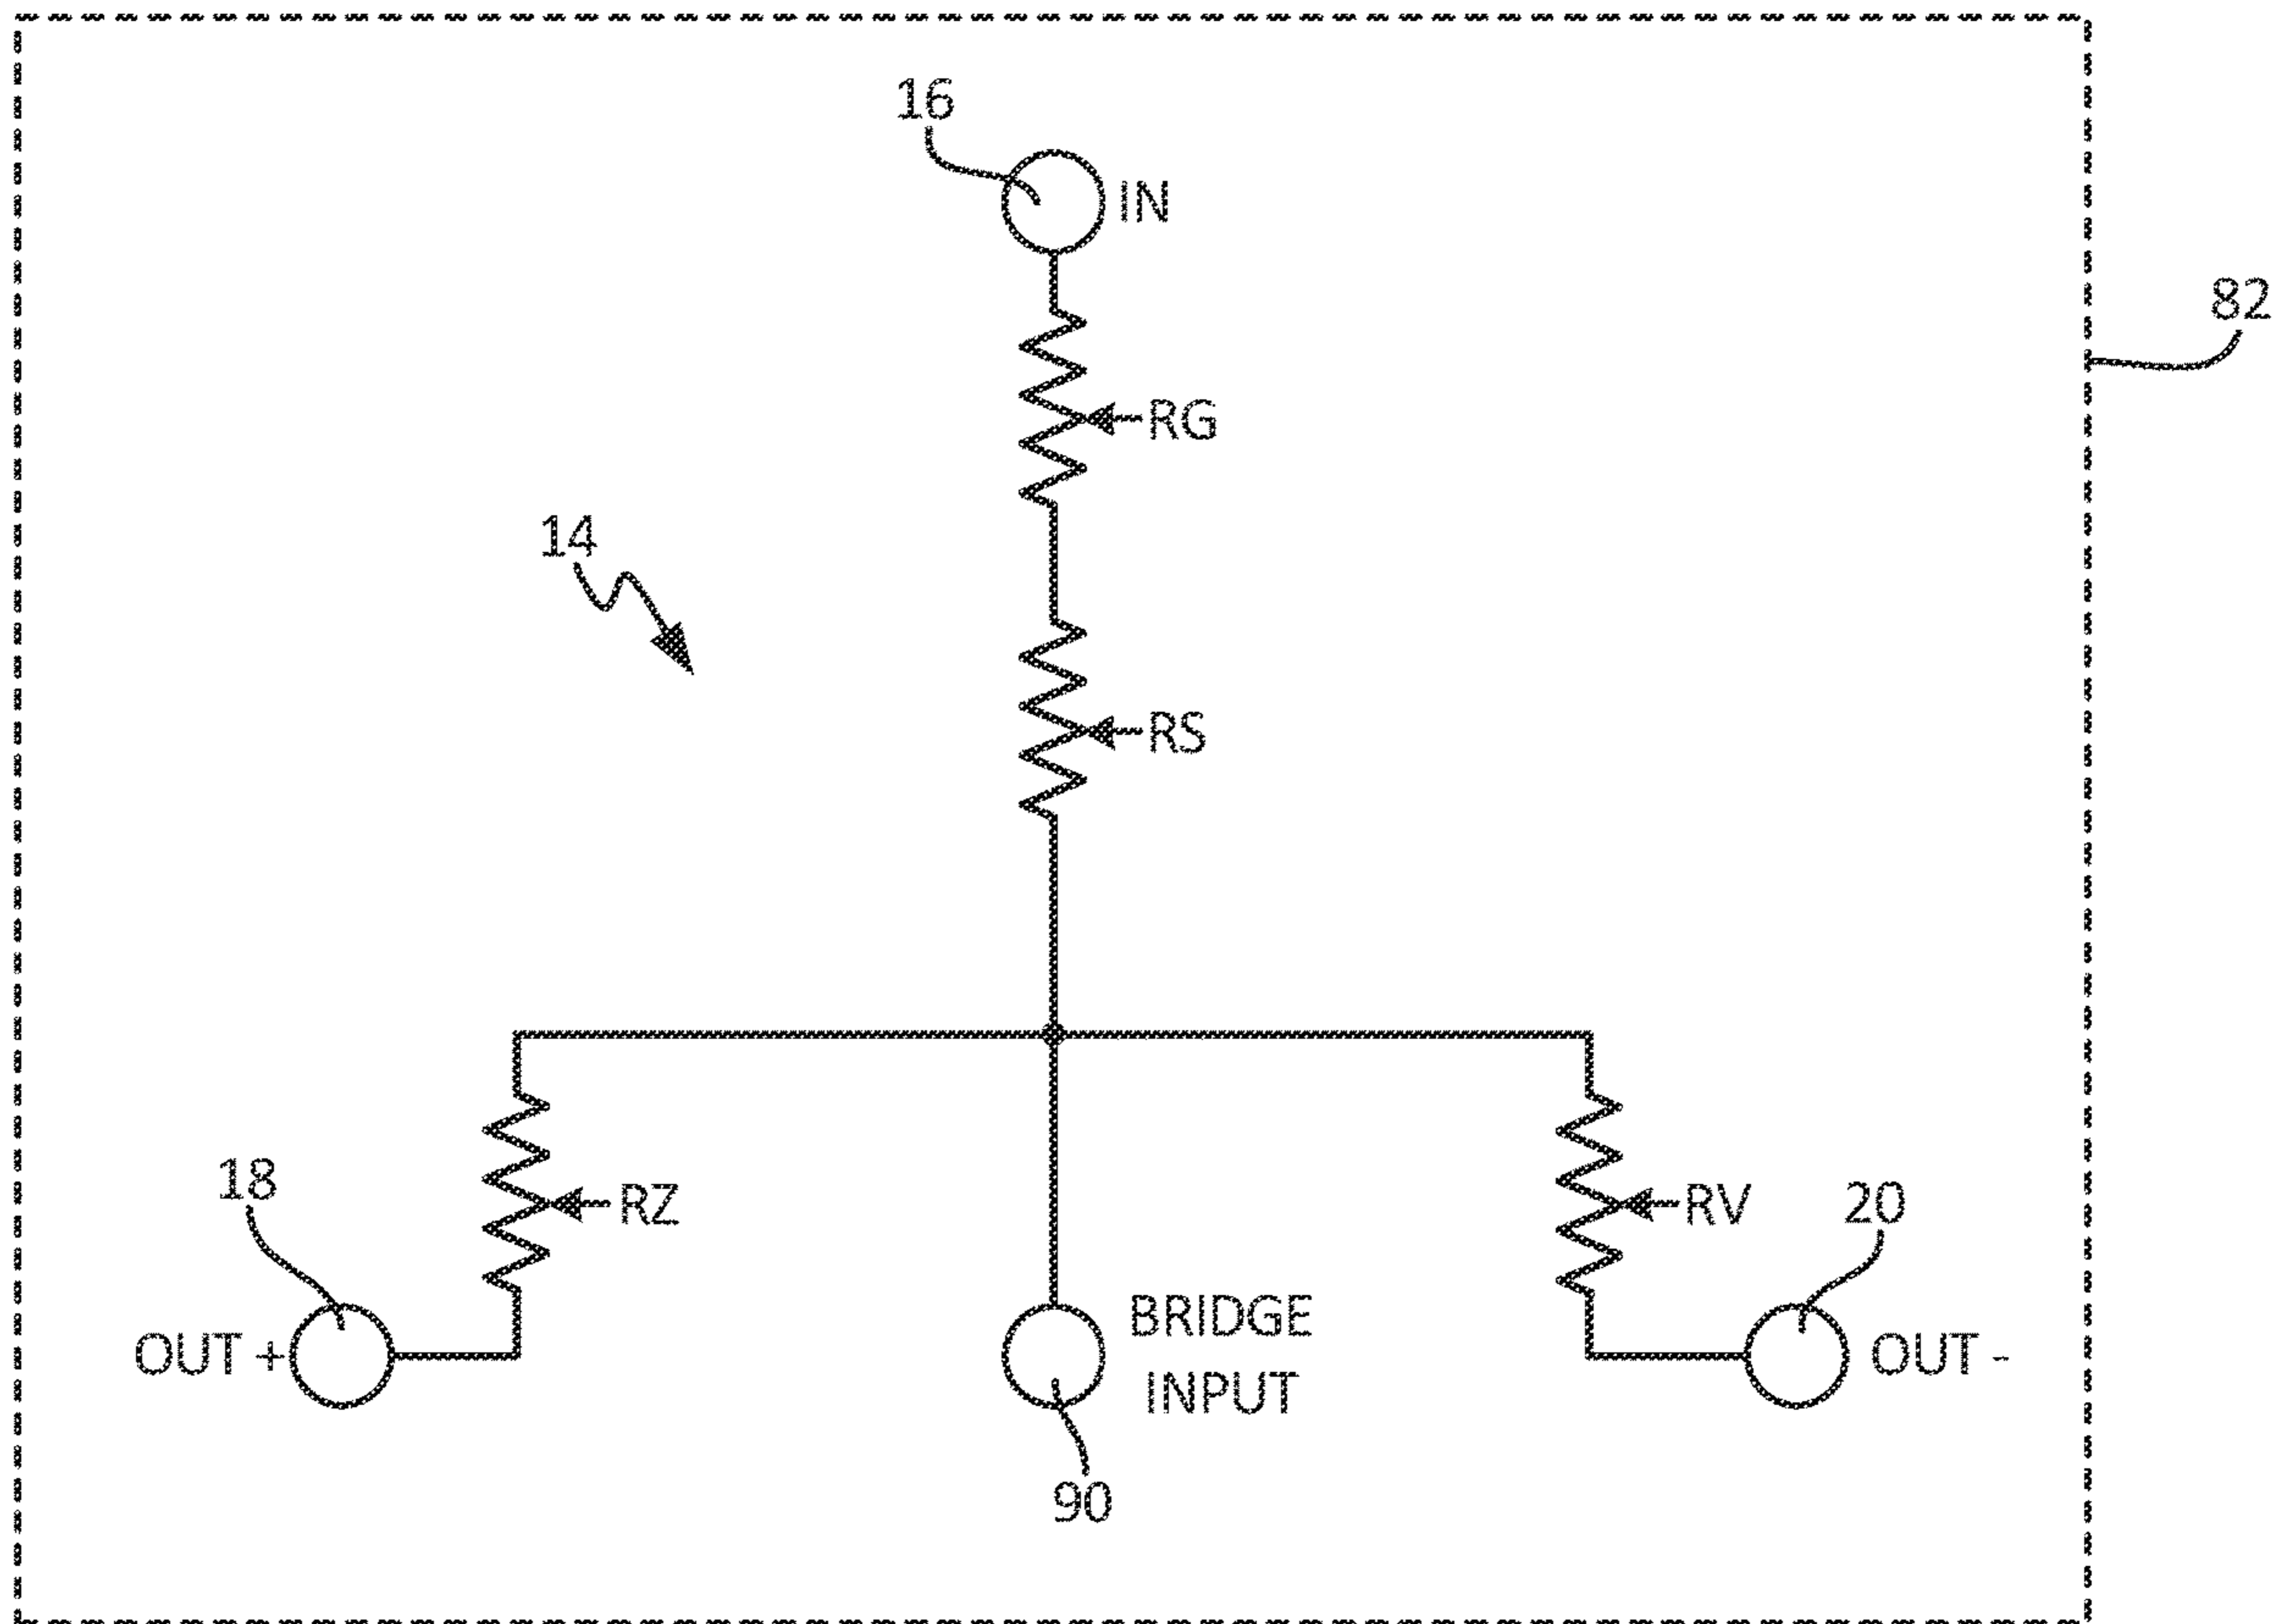 16
IN
82
RG
14
RS
18
RZ
RV
20
OUT +
BRIDGE
INPUT
OUT -
90